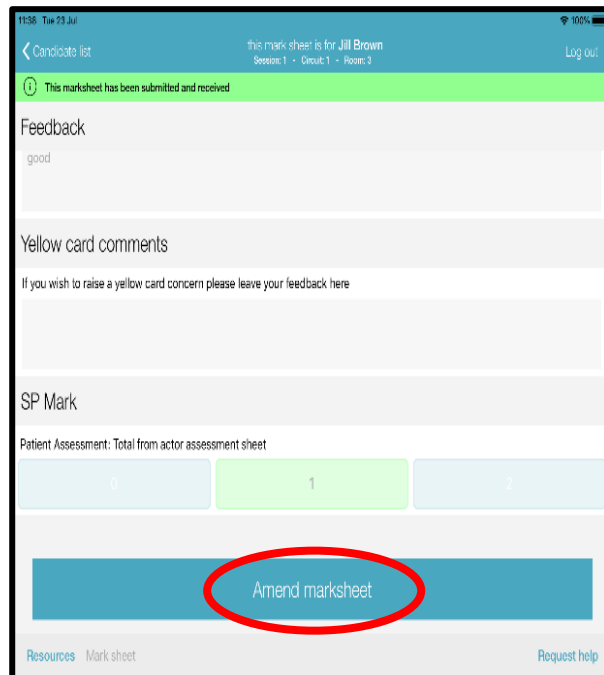 11:38 Tue 23 Jul 100%
Candidate list this mark sheet is for Jill Brown Log out
Session: 1 - Circuit: 1 - Room: 2
This marksheet has been submitted and received
Feedback
good
Yellow card comments
If you wish to raise a yellow card concern please leave your feedback here
SP Mark
Patient Assessment: Total from actor assessment sheet
0 1 2
Amend marksheet
Resources Mark sheet Request help